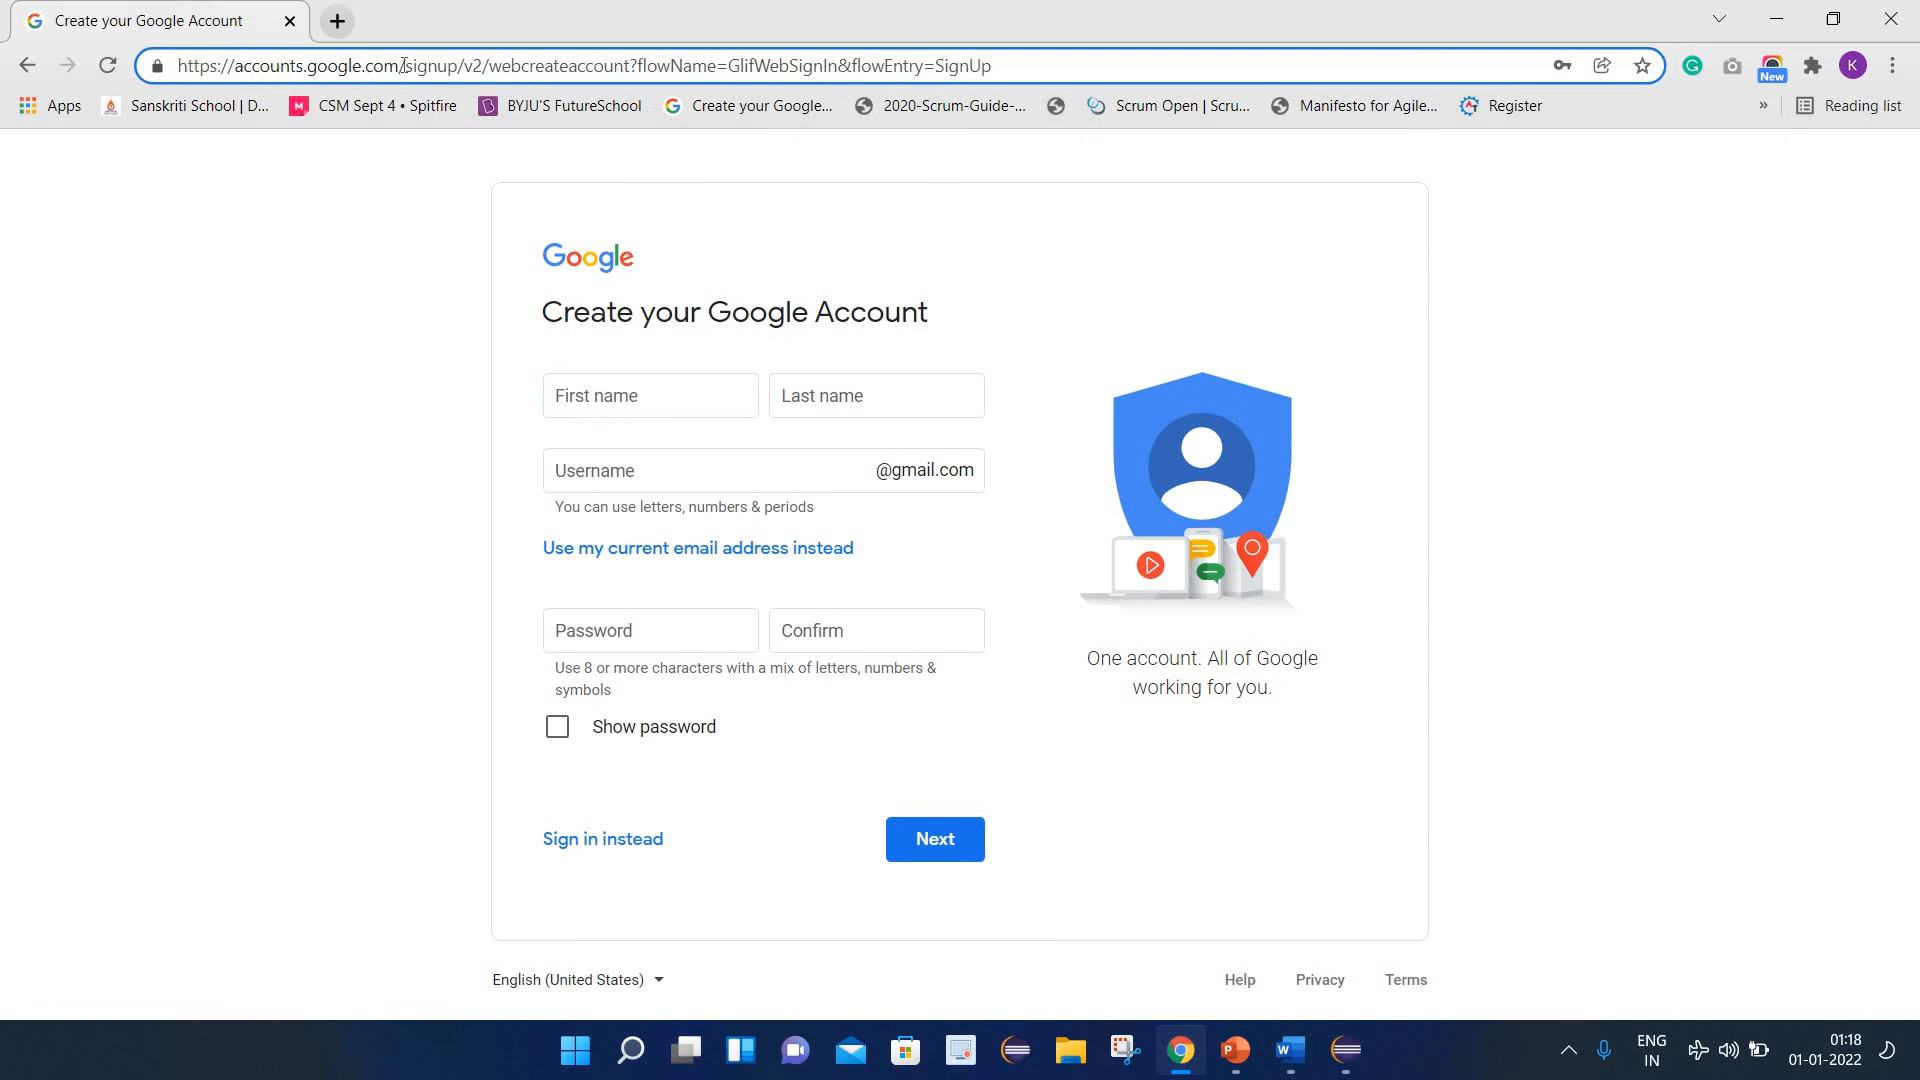 Create your Google Account
https://accounts.google.com/signup/v2/webcreateaccount?flowName=GlifWebSignIn&flowEntry=SignUp
New
K
Apps
Sanskriti School | D...
M
CSM Sept 4 • Spitfire
BYJU'S FutureSchool
Create your Google...
2020-Scrum-Guide-...
Scrum Open | Scru...
Manifesto for Agile...
Register
»
Reading list
Google
Create your Google Account
First name
Last name
Username
@gmail.com
You can use letters, numbers & periods
Use my current email address instead
Password
Confirm
Use 8 or more characters with a mix of letters, numbers &
symbols
Show password
One account. All of Google
working for you.
Sign in instead
Next
English (United States)
Help
Privacy
Terms
ENG
IN
01:18
01-01-2022